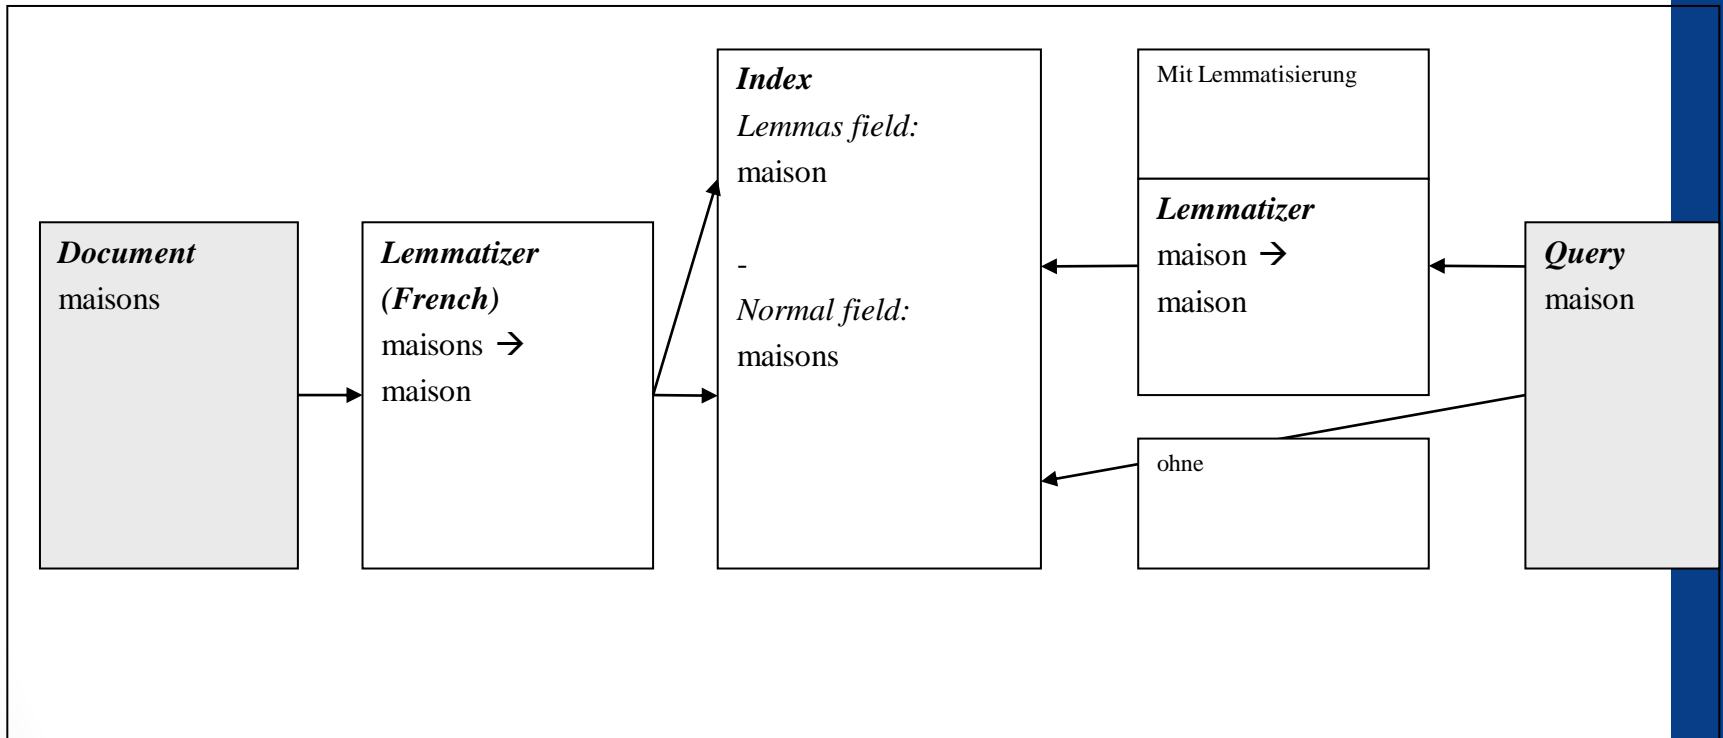 Document
maisons
Lemmatizer
(French)
maisons →
maison
Index
Lemmas field:
maison
-
Normal field:
maisons
Mit Lemmatisierung
Lemmatizer
maison →
maison
ohne
Query
maison